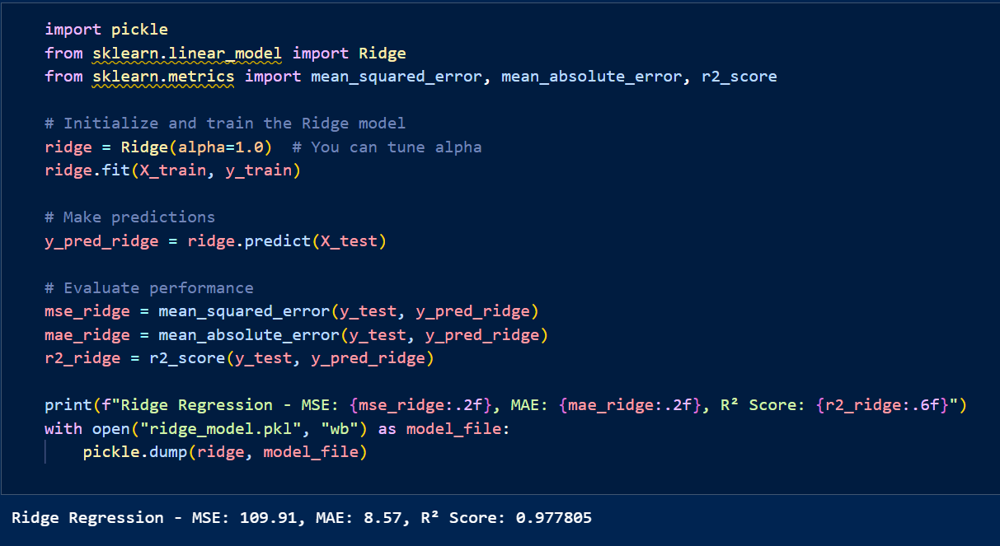 import pickle
from sklearn.linear_model import Ridge
from sklearn.metrics import mean_squared_error, mean_absolute_error, r2_score
# Initialize and train the Ridge model
ridge = Ridge(alpha=1.0)  # You can tune alpha
ridge.fit(X_train, y_train)
# Make predictions
y_pred_ridge = ridge.predict(X_test)
# Evaluate performance
mse_ridge = mean_squared_error(y_test, y_pred_ridge)
mae_ridge = mean_absolute_error(y_test, y_pred_ridge)
r2_ridge = r2_score(y_test, y_pred_ridge)
print(f"Ridge Regression - MSE: {mse_ridge:.2f}, MAE: {mae_ridge:.2f}, R² Score: {r2_ridge:.6f}")
with open("ridge_model.pkl", "wb") as model_file:
    pickle.dump(ridge, model_file)
Ridge Regression - MSE: 109.91, MAE: 8.57, R² Score: 0.977805